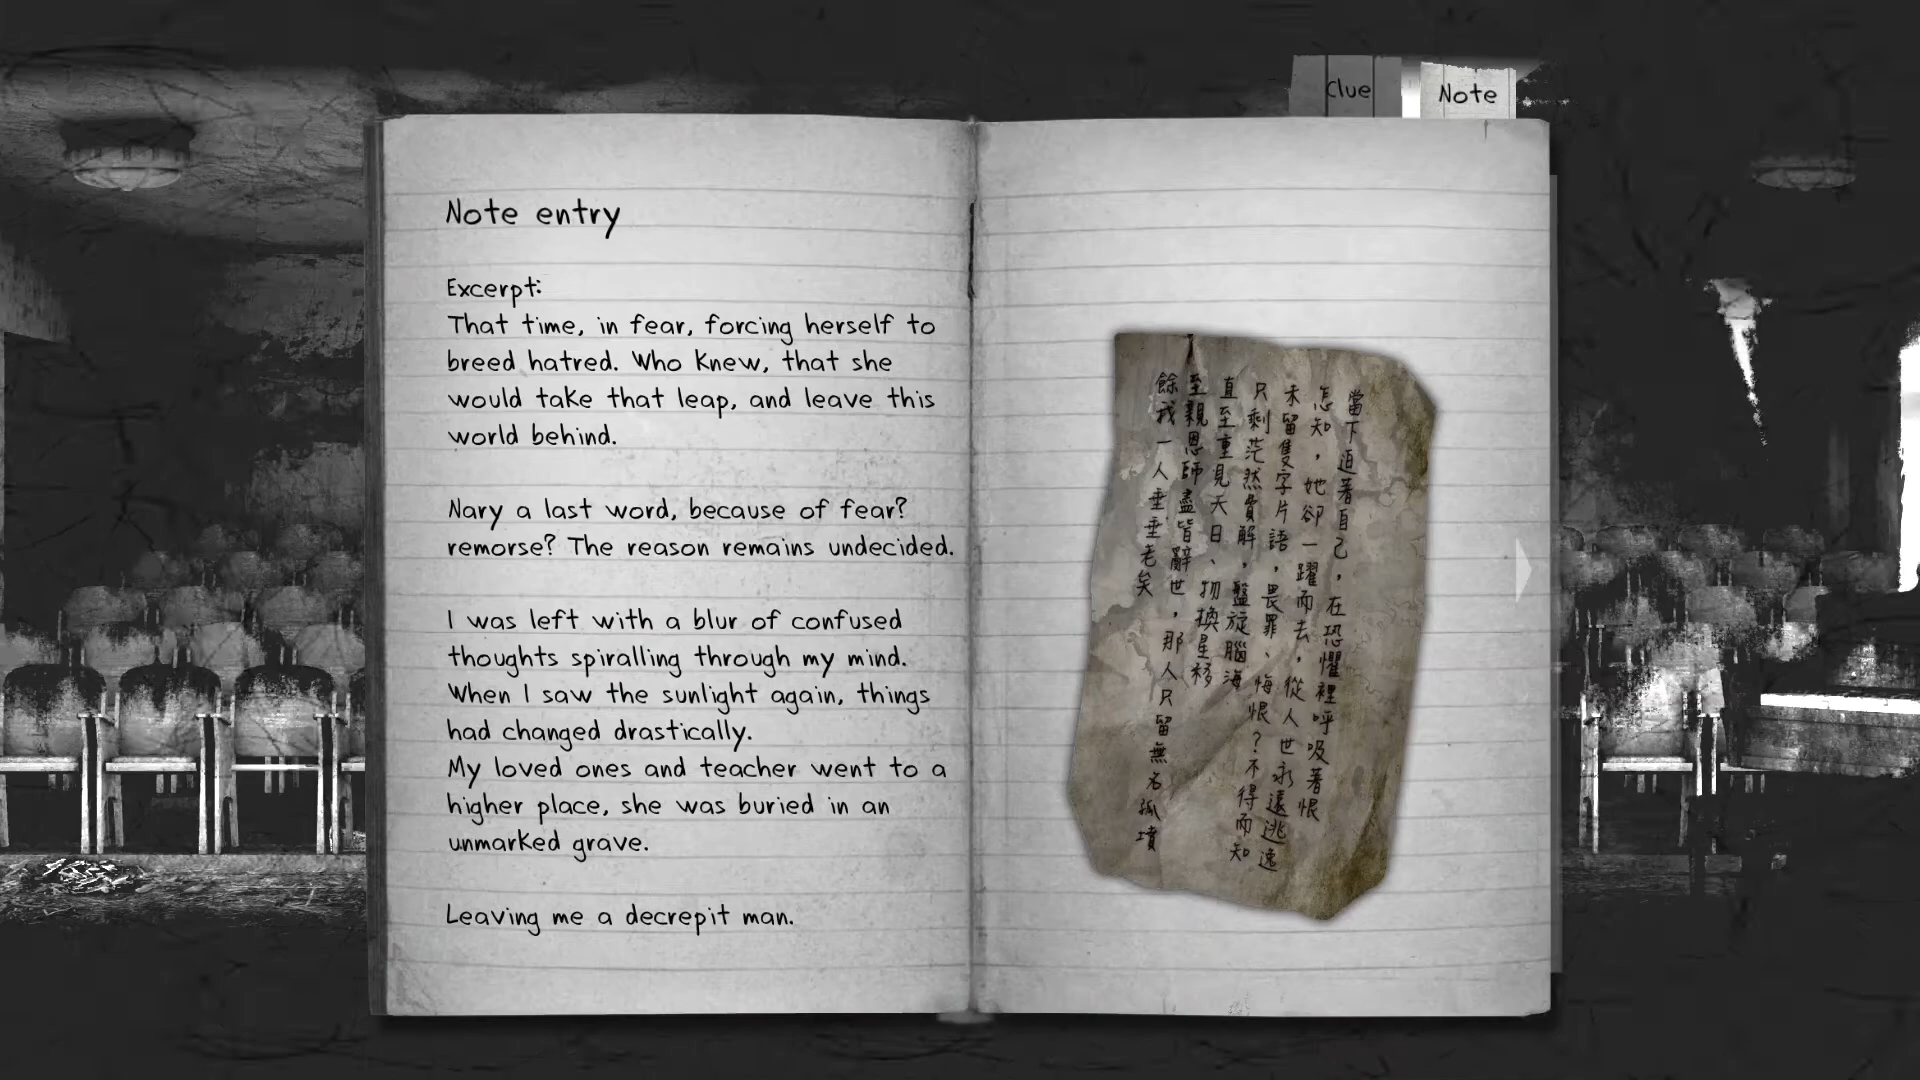 Clue
Note
Note entry
Excerpt:
That time, in fear, forcing herself to
breed hatred. Who knew, that she
would take that leap, and leave this
world behind.
Nary a last word, because of fear?
remorse? The reason remains undecided.
I was left with a blur of confused
thoughts spiralling through my mind.
When I saw the sunlight again, things
had changed drastically.
My loved ones and teacher went to a
higher place, she was buried in an
unmarked grave.
Leaving me a decrepit man.
當下迫著自己，在恐懼裡呼吸著恨
怎知，她卻一躍而去，從人世永遠逃逸
未留隻字片語，畏罪、悔恨？不得而知
只剩茫然費解，盤旋腦海
直至重見天日、物換星移
至親恩師盡皆辭世，那人只留無名孤墳
餘我一人垂垂老矣